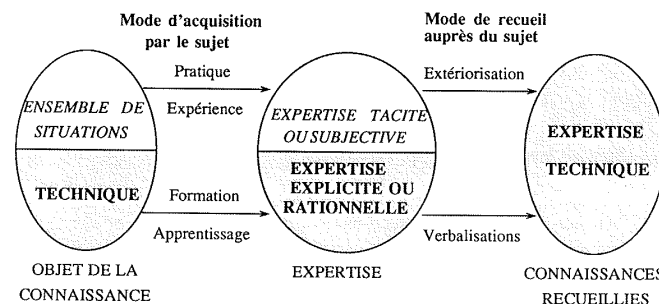 Mode d'acquisition
par le sujet
Mode de recueil
auprès du sujet
Pratique
Expérience
Extériorisation
ENSEMBLE DE
SITUATIONS
TECHNIQUE
EXPERTISE TACITE
OU SUBJECTIVE
EXPERTISE
EXPLICITE OU
RATIONNELLE
EXPERTISE
TECHNIQUE
Formation
Apprentissage
Verbalisations
OBJET DE LA
CONNAISSANCE
EXPERTISE
CONNAISSANCES
RECUEILLIES